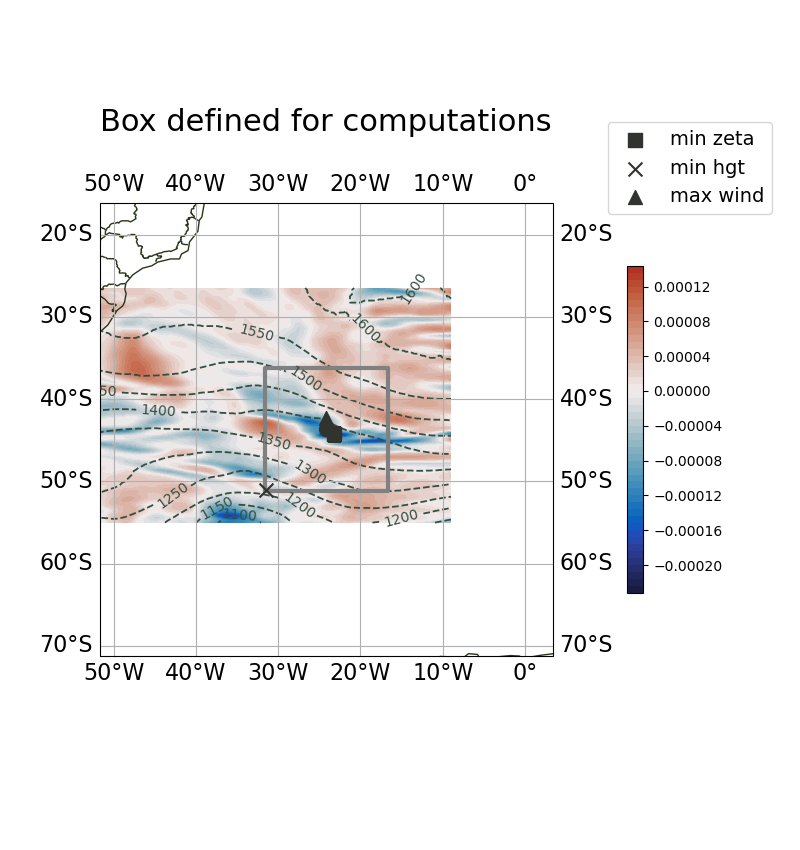 Box defined for computations
min zeta
min hgt
max wind
50°W 40°W 30°W 20°W 10°W 0°
20°S 20°S
30°S 30°S
40°S 40°S
50°S 50°S
60°S 60°S
70°S 70°S
50°W 40°W 30°W 20°W 10°W 0°
1600
1600
1550
1500
50
1400
1350
1300
1250
1200
1150
1100
1200
0.00012
0.00008
0.00004
0.00000
−0.00004
−0.00008
−0.00012
−0.00016
−0.00020